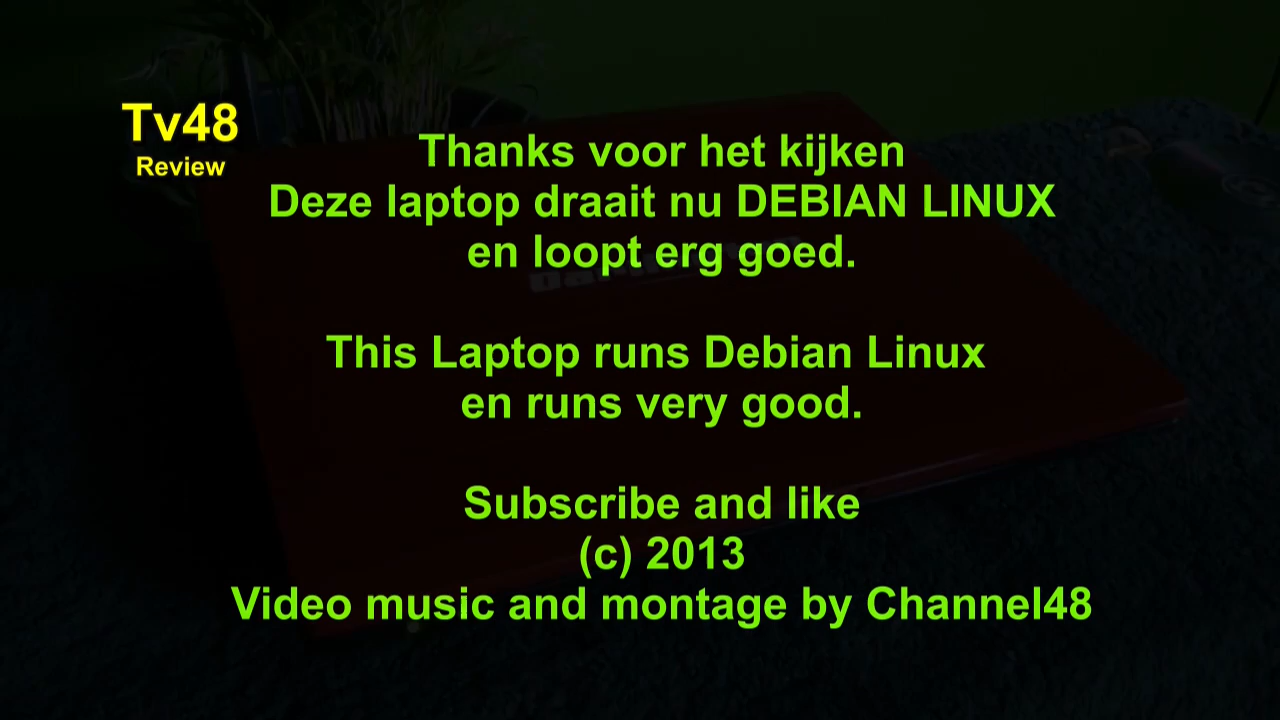 Tv48
Review
Thanks voor het kijken
Deze laptop draait nu DEBIAN LINUX
en loopt erg goed.
This Laptop runs Debian Linux
en runs very good.
Subscribe and like
(c) 2013
Video music and montage by Channel48